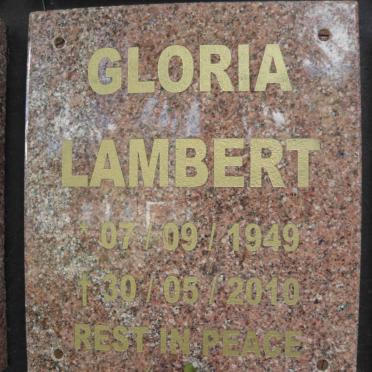 GLORIA
LAMBERT
* 07 / 09 / 1949
† 30 / 05 / 2010
REST IN PEACE